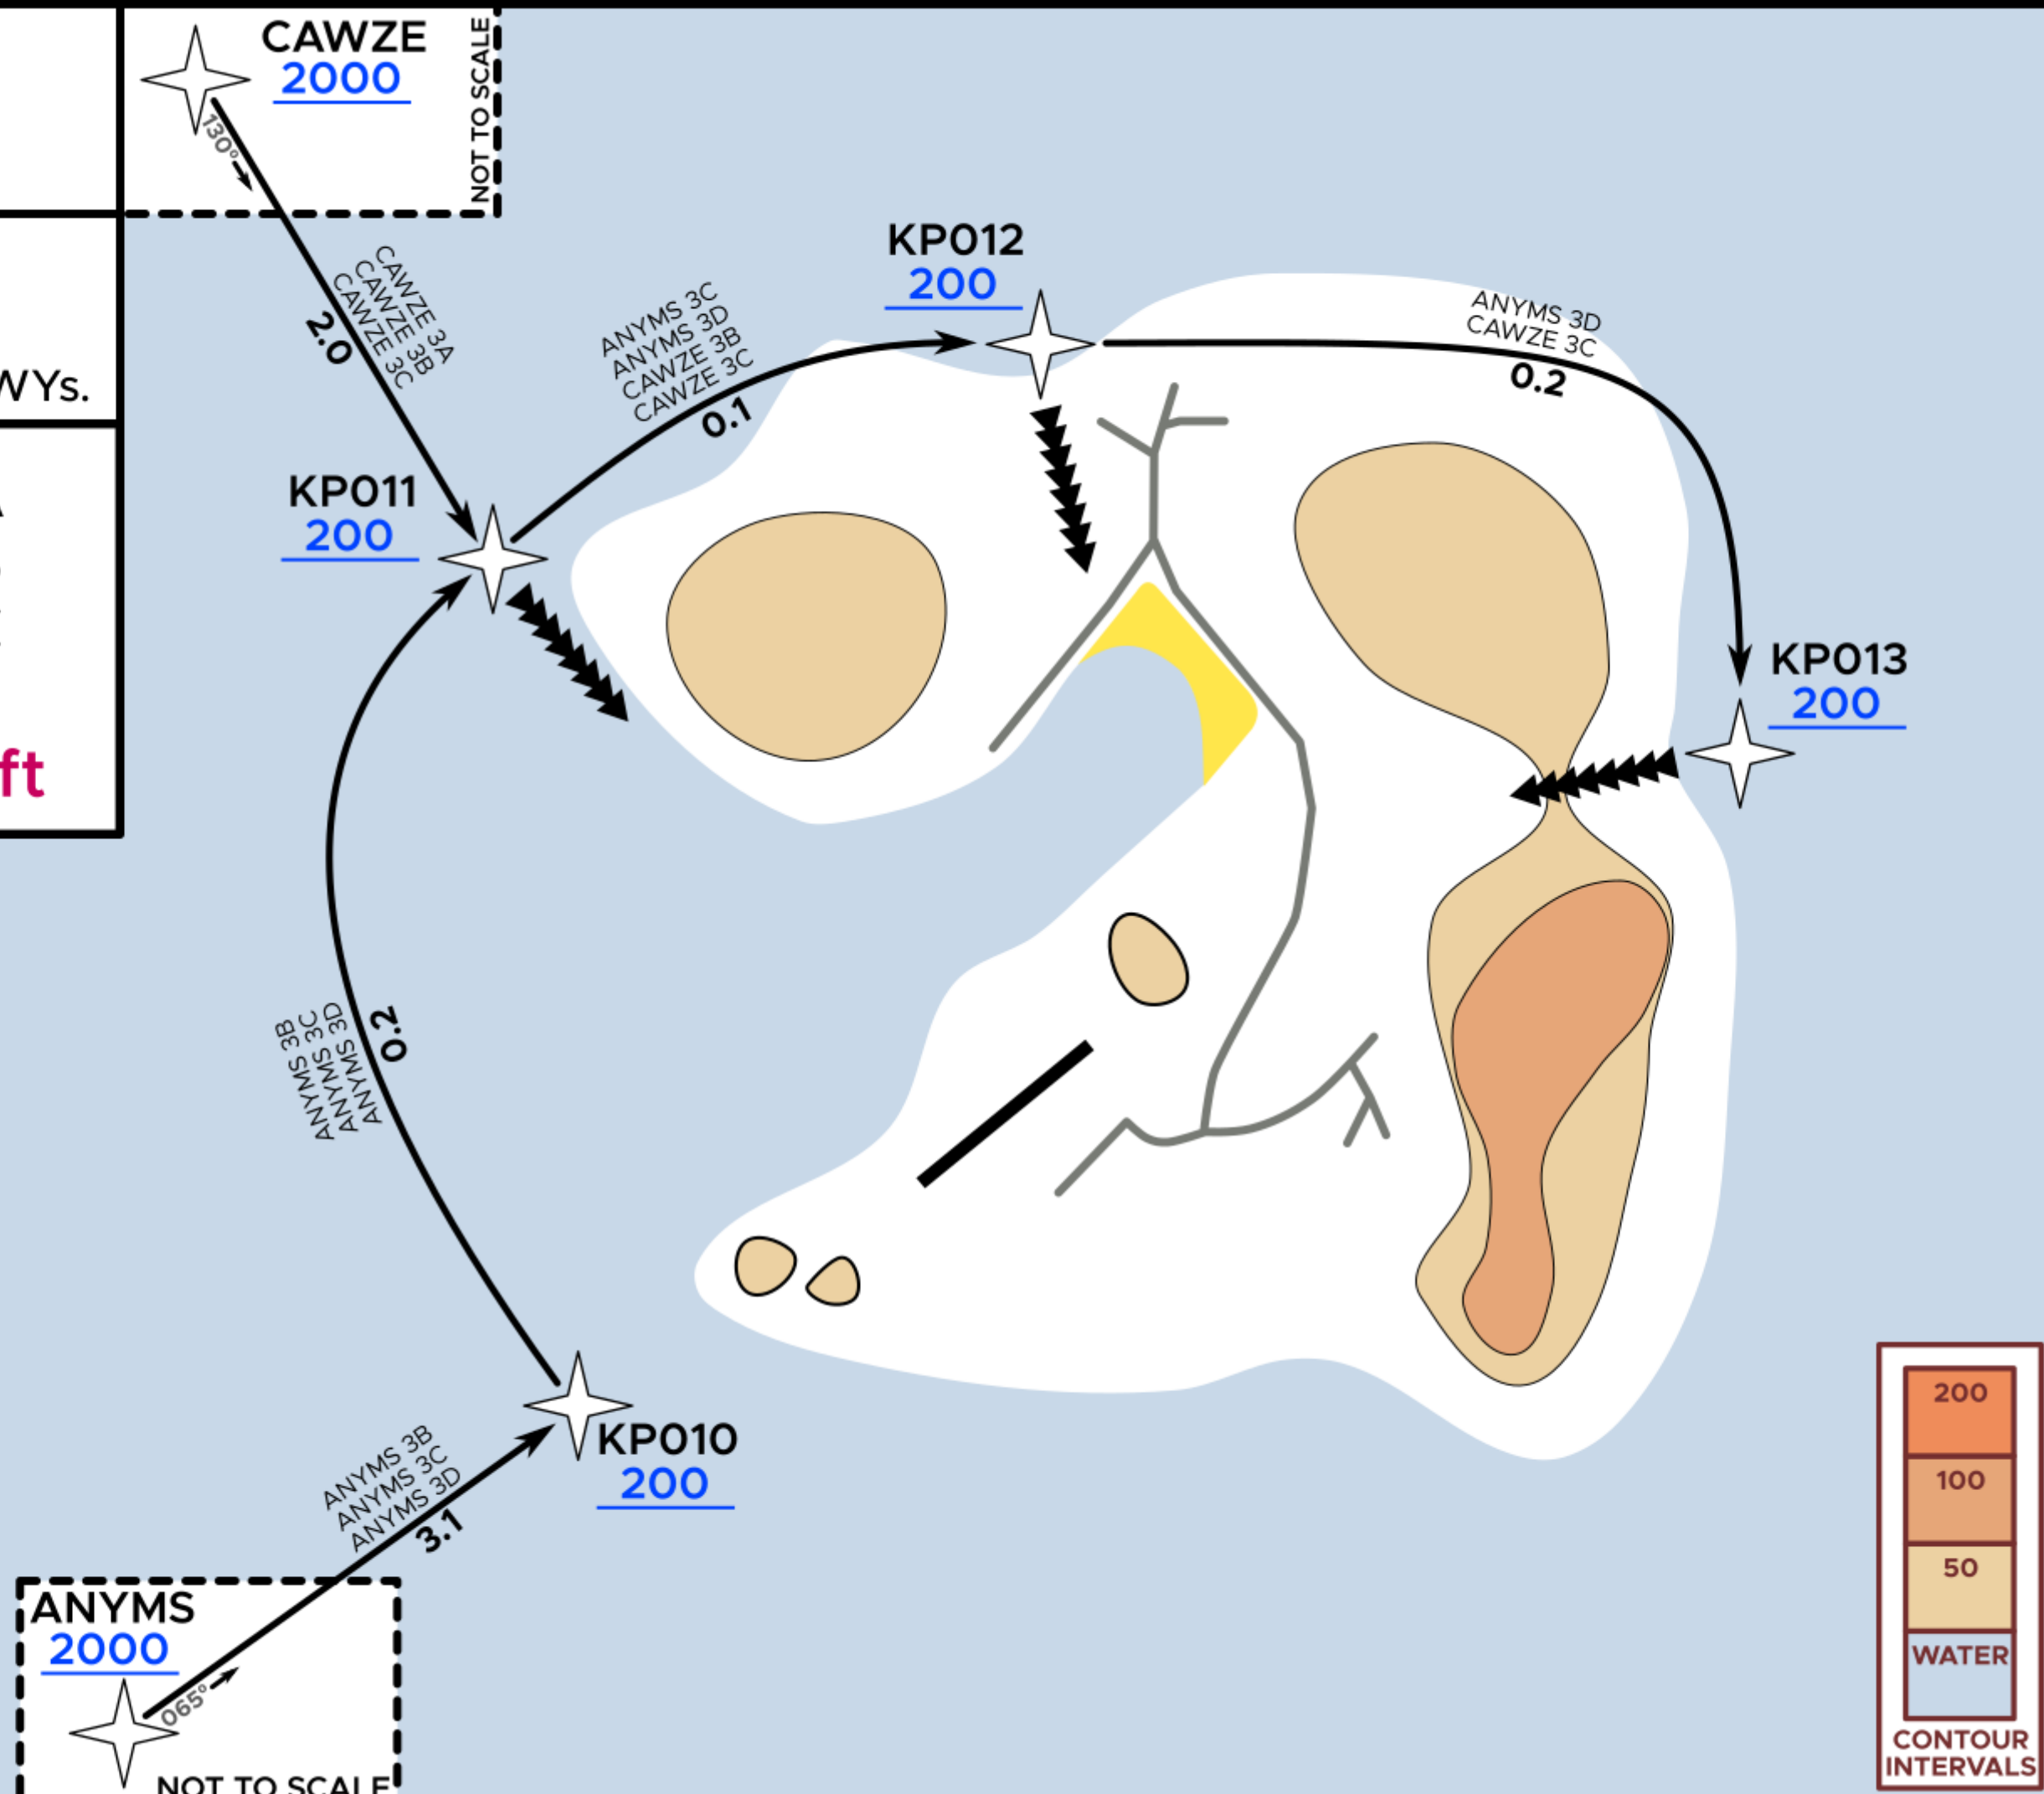 CAWZE
2000
NOT TO SCALE
130°
CAWZE 3A
CAWZE 3B
CAWZE 3C
2.0
WYs.
ft
KP011
200
ANYMS 3C
ANYMS 3D
CAWZE 3B
CAWZE 3C
0.1
KP012
200
ANYMS 3D
CAWZE 3C
0.2
KP013
200
ANYMS 3B
ANYMS 3C
ANYMS 3D
0.2
KP010
200
ANYMS 3B
ANYMS 3C
ANYMS 3D
3.1
ANYMS
2000
065°
NOT TO SCALE
200
100
50
WATER
CONTOUR
INTERVALS